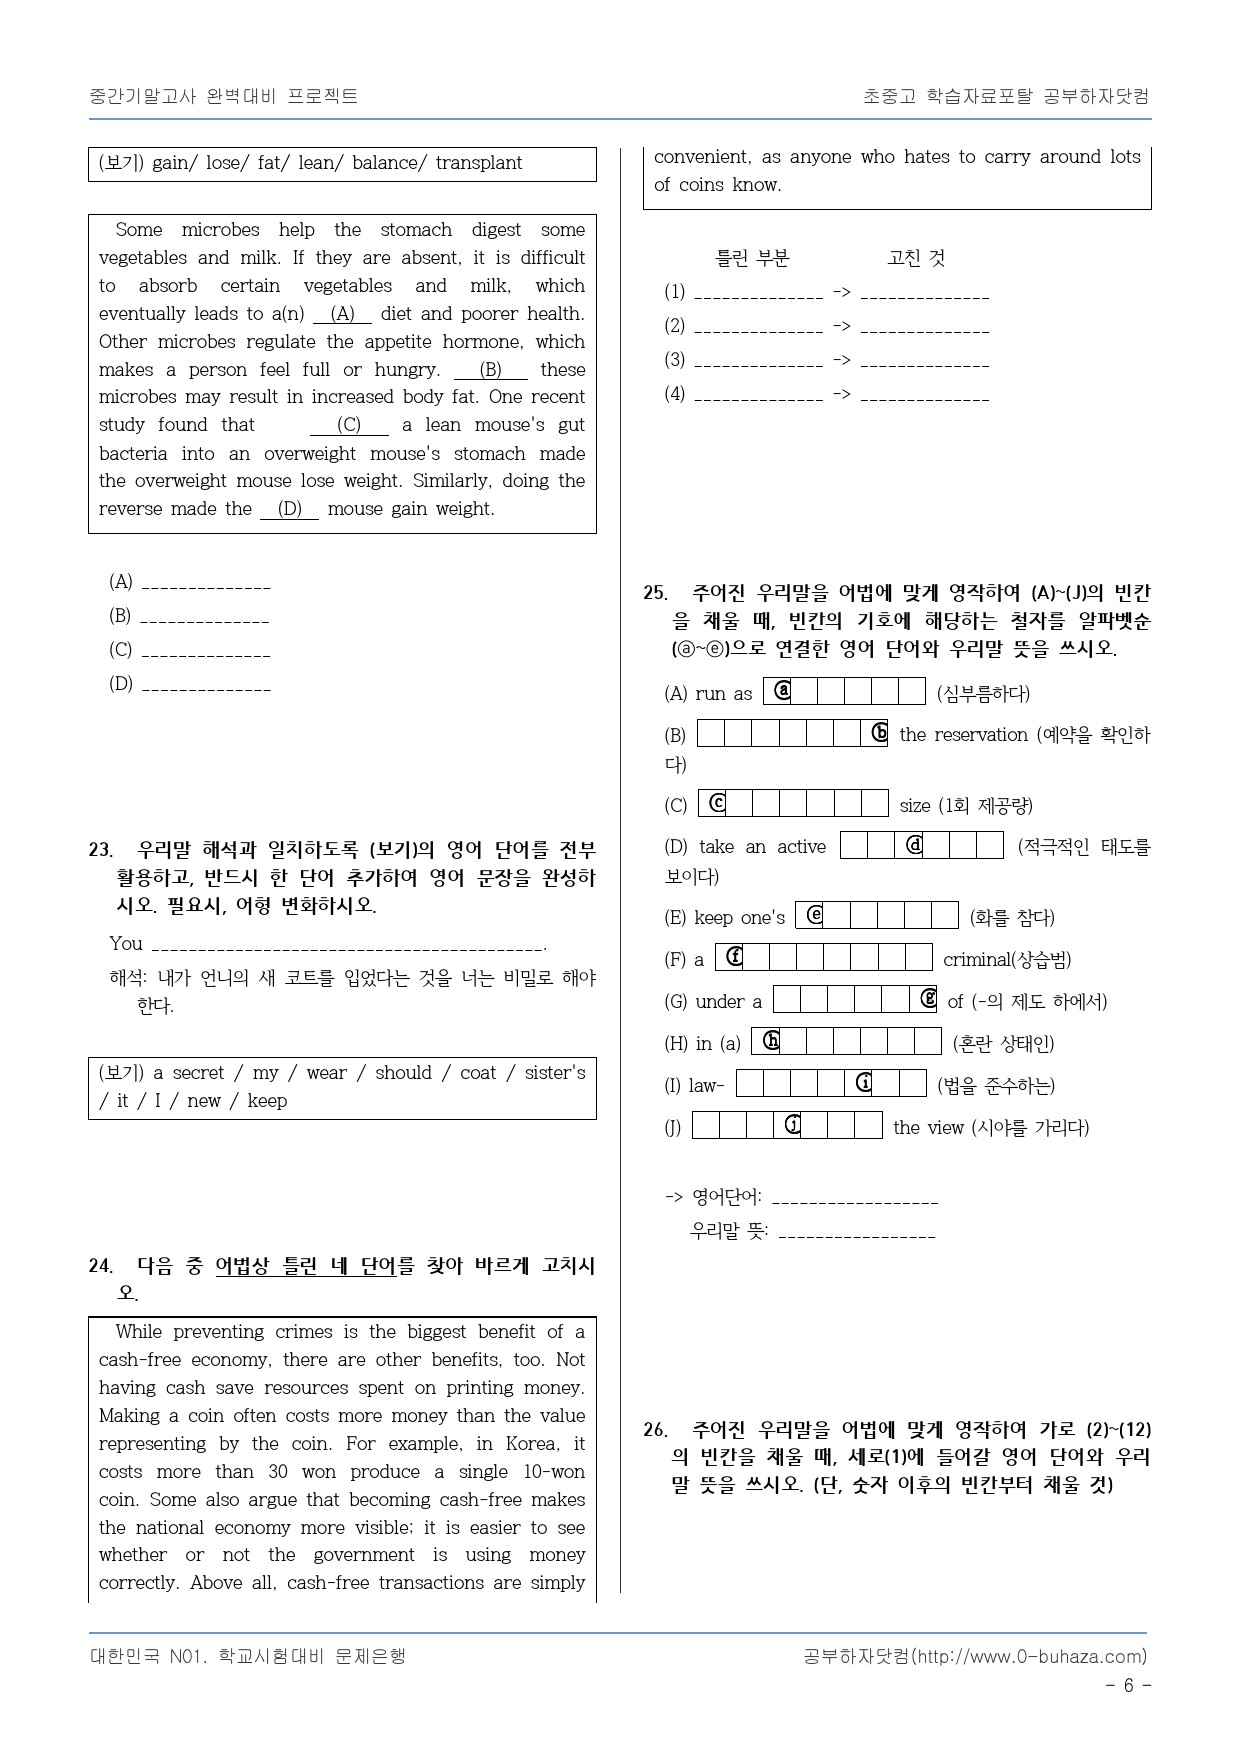 중간기말고사 완벽대비 프로젝트
초중고 학습자료포탈 공부하자닷컴
(보기) gain/ lose/ fat/ lean/ balance/ transplant
Some microbes help the stomach digest some
vegetables and milk. If they are absent, it is difficult
to absorb certain vegetables and milk, which
eventually leads to a(n) (A) diet and poorer health.
Other microbes regulate the appetite hormone, which
makes a person feel full or hungry. (B) these
microbes may result in increased body fat. One recent
study found that (C) a lean mouse's gut
bacteria into an overweight mouse's stomach made
the overweight mouse lose weight. Similarly, doing the
reverse made the (D) mouse gain weight.
(A) ______________
(B) ______________
(C) ______________
(D) ______________
23. 우리말 해석과 일치하도록 (보기)의 영어 단어를 전부
활용하고, 반드시 한 단어 추가하여 영어 문장을 완성하
시오. 필요시, 어형 변화하시오.
You __________________________________________.
해석: 내가 언니의 새 코트를 입었다는 것을 너는 비밀로 해야
한다.
(보기) a secret / my / wear / should / coat / sister's
/ it / I / new / keep
24. 다음 중 어법상 틀린 네 단어를 찾아 바르게 고치시
오.
While preventing crimes is the biggest benefit of a
cash-free economy, there are other benefits, too. Not
having cash save resources spent on printing money.
Making a coin often costs more money than the value
representing by the coin. For example, in Korea, it
costs more than 30 won produce a single 10-won
coin. Some also argue that becoming cash-free makes
the national economy more visible; it is easier to see
whether or not the government is using money
correctly. Above all, cash-free transactions are simply
convenient, as anyone who hates to carry around lots
of coins know.
틀린 부분 고친 것
(1) ______________ -> ______________
(2) ______________ -> ______________
(3) ______________ -> ______________
(4) ______________ -> ______________
25. 주어진 우리말을 어법에 맞게 영작하여 (A)~(J)의 빈칸
을 채울 때, 빈칸의 기호에 해당하는 철자를 알파벳순
(ⓐ~ⓔ)으로 연결한 영어 단어와 우리말 뜻을 쓰시오.
(A) run as ⓐ (심부름하다)
(B) ⓑ the reservation (예약을 확인하
다)
(C) ⓒ size (1회 제공량)
(D) take an active ⓓ (적극적인 태도를
보이다)
(E) keep one's ⓔ (화를 참다)
(F) a ⓕ criminal(상습범)
(G) under a ⓖ of (-의 제도 하에서)
(H) in (a) ⓗ (혼란 상태인)
(I) law- ⓘ (법을 준수하는)
(J) ⓙ the view (시야를 가리다)
-> 영어단어: __________________
우리말 뜻: _________________
26. 주어진 우리말을 어법에 맞게 영작하여 가로 (2)~(12)
의 빈칸을 채울 때, 세로(1)에 들어갈 영어 단어와 우리
말 뜻을 쓰시오. (단, 숫자 이후의 빈칸부터 채울 것)
대한민국 N01. 학교시험대비 문제은행
공부하자닷컴(http://www.0-buhaza.com)
- 6 -